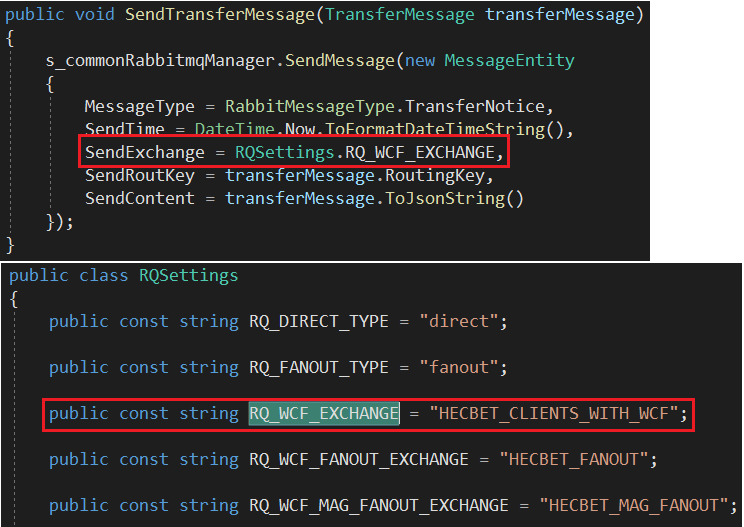 public void SendTransferMessage(TransferMessage transferMessage)
{
s_commonRabbitmqManager.SendMessage(new MessageEntity
{
MessageType = RabbitMessageType.TransferNotice,
SendTime = DateTime.Now.ToFormatDateTimeString(),
SendExchange = RQSettings.RQ_WCF_EXCHANGE,
SendRoutKey = transferMessage.RoutingKey,
SendContent = transferMessage.ToJsonString()
});
}
public class RQSettings
{
public const string RQ_DIRECT_TYPE = "direct";
public const string RQ_FANOUT_TYPE = "fanout";
public const string RQ_WCF_EXCHANGE = "HECBET_CLIENTS_WITH_WCF";
public const string RQ_WCF_FANOUT_EXCHANGE = "HECBET_FANOUT";
public const string RQ_WCF_MAG_FANOUT_EXCHANGE = "HECBET_MAG_FANOUT";